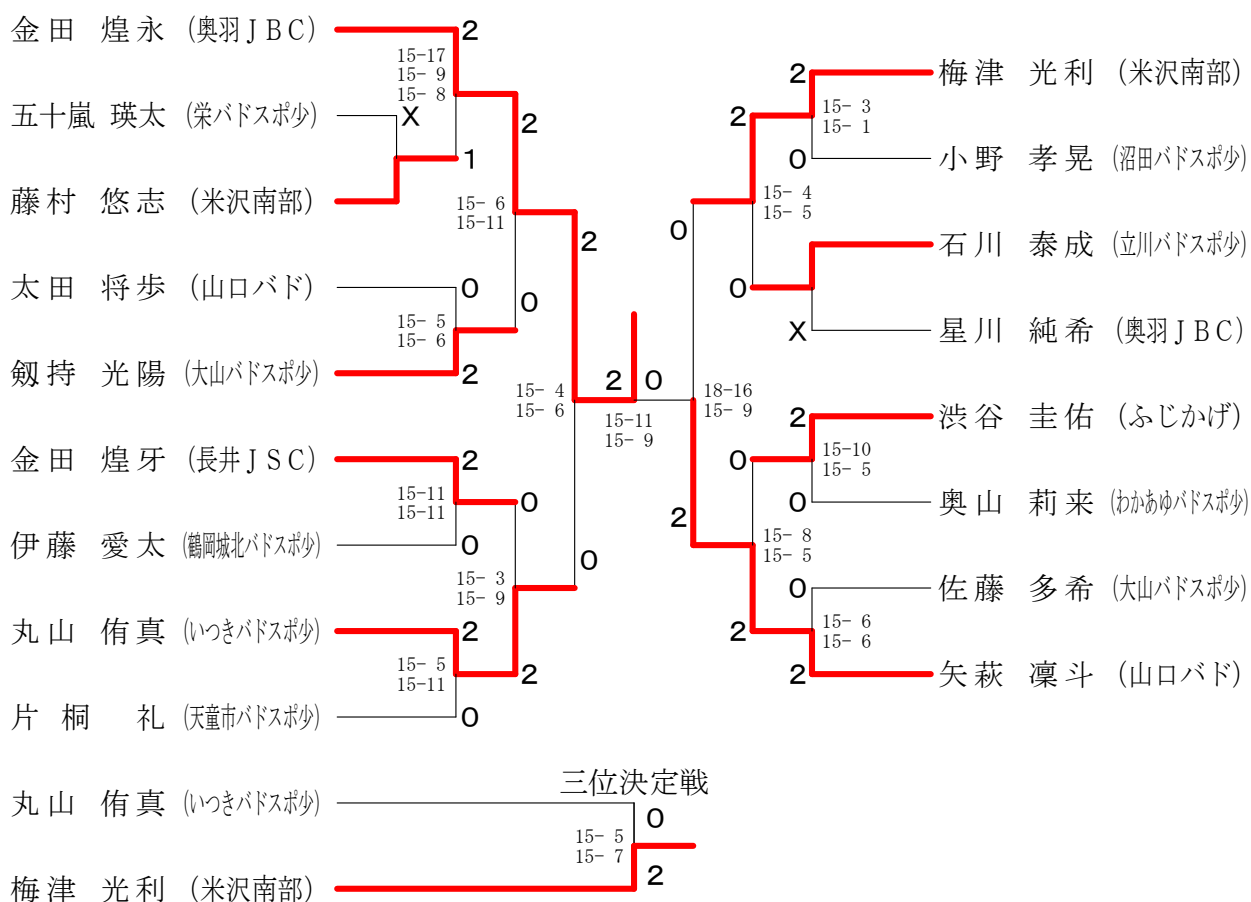 金田 煌永 (奥羽ＪＢＣ)
2
15-17
15- 9
15- 8
五十嵐 瑛太 (栄バドスポ少)
X
1
藤村 悠志 (米沢南部)
2
15- 6
15-11
太田 将歩 (山口バド)
0
0
15- 5
15- 6
剱持 光陽 (大山バドスポ少)
2
2
15- 4
15- 6
金田 煌牙 (長井ＪＳＣ)
2
15-11
15-11
0
伊藤 愛太 (鶴岡城北バドスポ少)
0
0
15- 3
15- 9
丸山 侑真 (いつきバドスポ少)
2
15- 5
15-11
2
片桐 礼 (天童市バドスポ少)
0
2
0
15-11
15- 9
2
梅津 光利 (米沢南部)
15- 3
15- 1
2
0
小野 孝晃 (沼田バドスポ少)
15- 4
15- 5
0
石川 泰成 (立川バドスポ少)
0
X
星川 純希 (奥羽ＪＢＣ)
18-16
15- 9
2
渋谷 圭佑 (ふじかげ)
15-10
15- 5
0
0
奥山 莉来 (わかあゆバドスポ少)
2
15- 8
15- 5
0
佐藤 多希 (大山バドスポ少)
15- 6
15- 6
2
2
矢萩 凜斗 (山口バド)
三位決定戦
丸山 侑真 (いつきバドスポ少)
0
15- 5
15- 7
2
梅津 光利 (米沢南部)